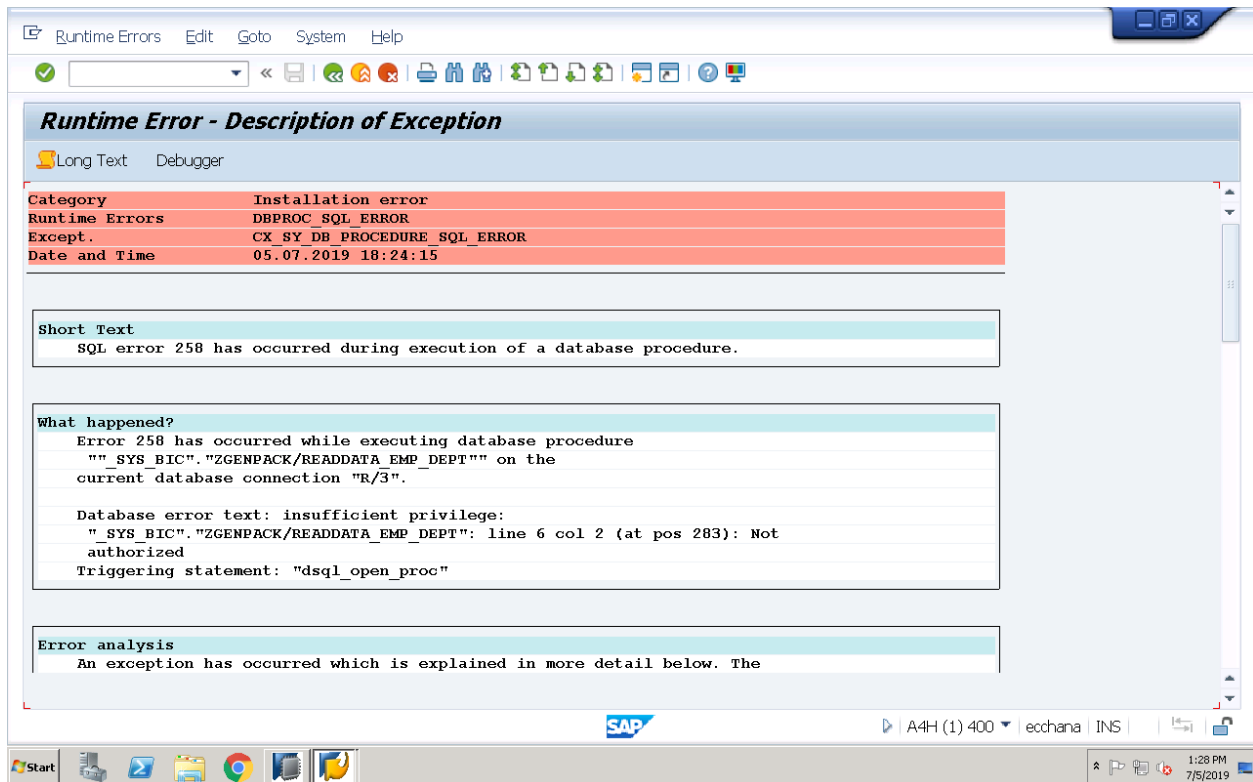 Runtime Errors Edit Goto System Help
Runtime Error - Description of Exception
Long Text Debugger
Category Installation error
Runtime Errors DBPROC_SQL_ERROR
Except. CX_SY_DB_PROCEDURE_SQL_ERROR
Date and Time 05.07.2019 18:24:15
Short Text
SQL error 258 has occurred during execution of a database procedure.
What happened?
Error 258 has occurred while executing database procedure
""_SYS_BIC"."ZGENPACK/READDATA_EMP_DEPT"" on the
current database connection "R/3".
Database error text: insufficient privilege:
"_SYS_BIC"."ZGENPACK/READDATA_EMP_DEPT": line 6 col 2 (at pos 283): Not
authorized
Triggering statement: "dsql_open_proc"
Error analysis
An exception has occurred which is explained in more detail below. The
SAP A4H (1) 400 ecchana INS
Start 1:28 PM
7/5/2019